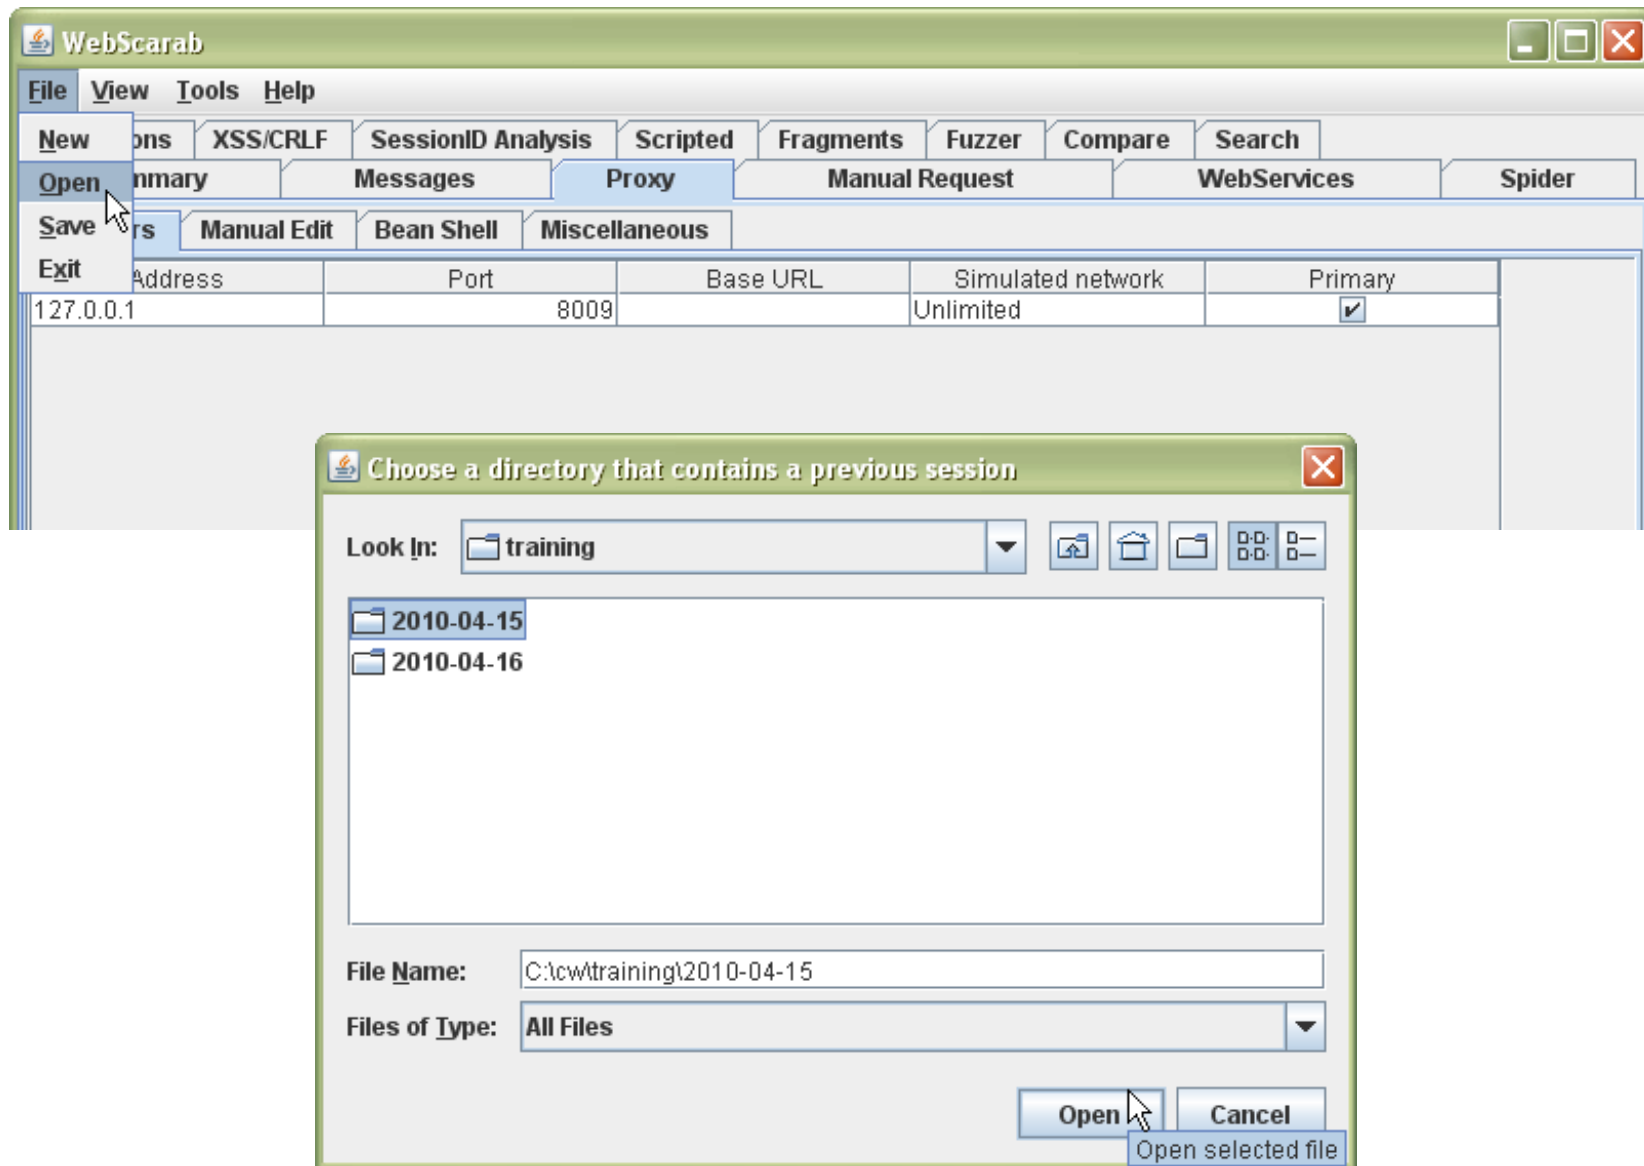 WebScarab
File View Tools Help
New ons XSS/CRLF SessionID Analysis Scripted Fragments Fuzzer Compare Search
Open mmary Messages Proxy Manual Request WebServices Spider
Save rs Manual Edit Bean Shell Miscellaneous
Exit Address Port Base URL Simulated network Primary
127.0.0.1 8009 Unlimited
Choose a directory that contains a previous session
Look In: training
2010-04-15
2010-04-16
File Name: C:\cw\training\2010-04-15
Files of Type: All Files
Open Cancel
Open selected file